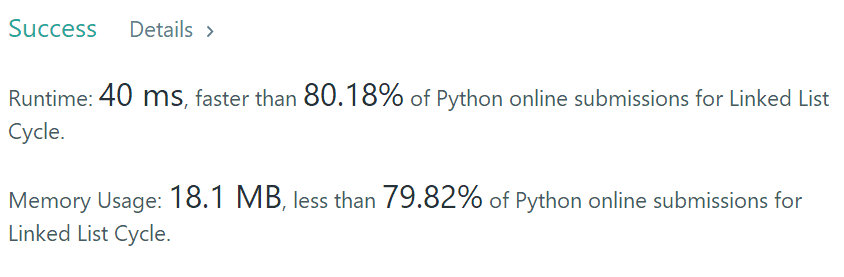 Success Details >
Runtime: 40 ms, faster than 80.18% of Python online submissions for Linked List
Cycle.
Memory Usage: 18.1 MB, less than 79.82% of Python online submissions for
Linked List Cycle.